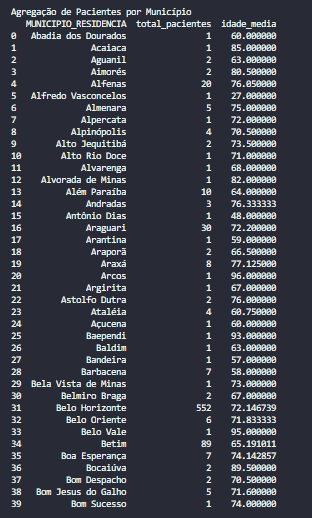 Agregação de Pacientes por Município
MUNICIPIO_RESIDENCIA total_pacientes idade_media
0 Abadia dos Dourados 1 60.000000
1 Acaiaca 1 85.000000
2 Aguanil 2 63.000000
3 Aimorés 2 80.500000
4 Alfenas 20 76.050000
5 Alfredo Vasconcelos 1 27.000000
6 Almenara 5 75.000000
7 Alpercata 1 72.000000
8 Alpinópolis 4 70.500000
9 Alto Jequitibá 2 73.500000
10 Alto Rio Doce 1 71.000000
11 Alvarenga 1 68.000000
12 Alvorada de Minas 1 82.000000
13 Além Paraíba 10 64.000000
14 Andradas 3 76.333333
15 Antônio Dias 1 48.000000
16 Araguari 30 72.200000
17 Arantina 1 59.000000
18 Araporã 2 66.500000
19 Araxá 8 77.125000
20 Arcos 1 96.000000
21 Argirita 1 67.000000
22 Astolfo Dutra 2 76.000000
23 Ataléia 4 60.750000
24 Açucena 1 60.000000
25 Baependi 1 93.000000
26 Baldim 1 63.000000
27 Bandeira 1 57.000000
28 Barbacena 7 58.000000
29 Bela Vista de Minas 1 73.000000
30 Belmiro Braga 2 67.000000
31 Belo Horizonte 552 72.146739
32 Belo Oriente 6 71.833333
33 Belo Vale 1 95.000000
34 Betim 89 65.191011
35 Boa Esperança 7 74.142857
36 Bocaiúva 2 89.500000
37 Bom Despacho 2 70.500000
38 Bom Jesus do Galho 5 71.600000
39 Bom Sucesso 1 74.000000